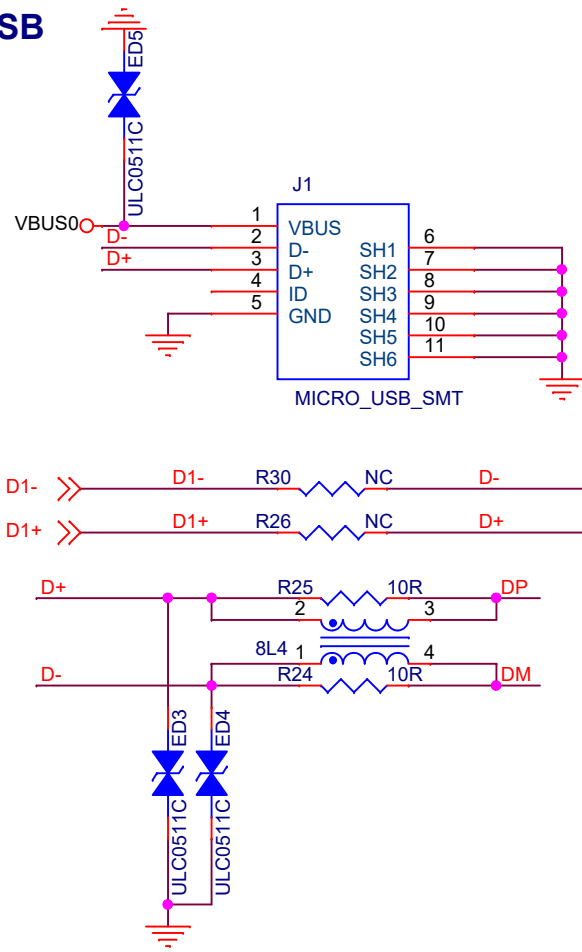 SB
ED5
ULC0511C
J1
VBUS0
1
VBUS
D-
2
D-
SH1
6
D+
3
D+
SH2
7
4
ID
SH3
8
5
GND
SH4
9
SH5
10
SH6
11
MICRO_USB_SMT
D1-
D1-
R30
NC
D-
D1+
D1+
R26
NC
D+
D+
R25
10R
DP
2
3
8L4
1
4
D-
R24
10R
DM
ED3
ED4
ULC0511C
ULC0511C